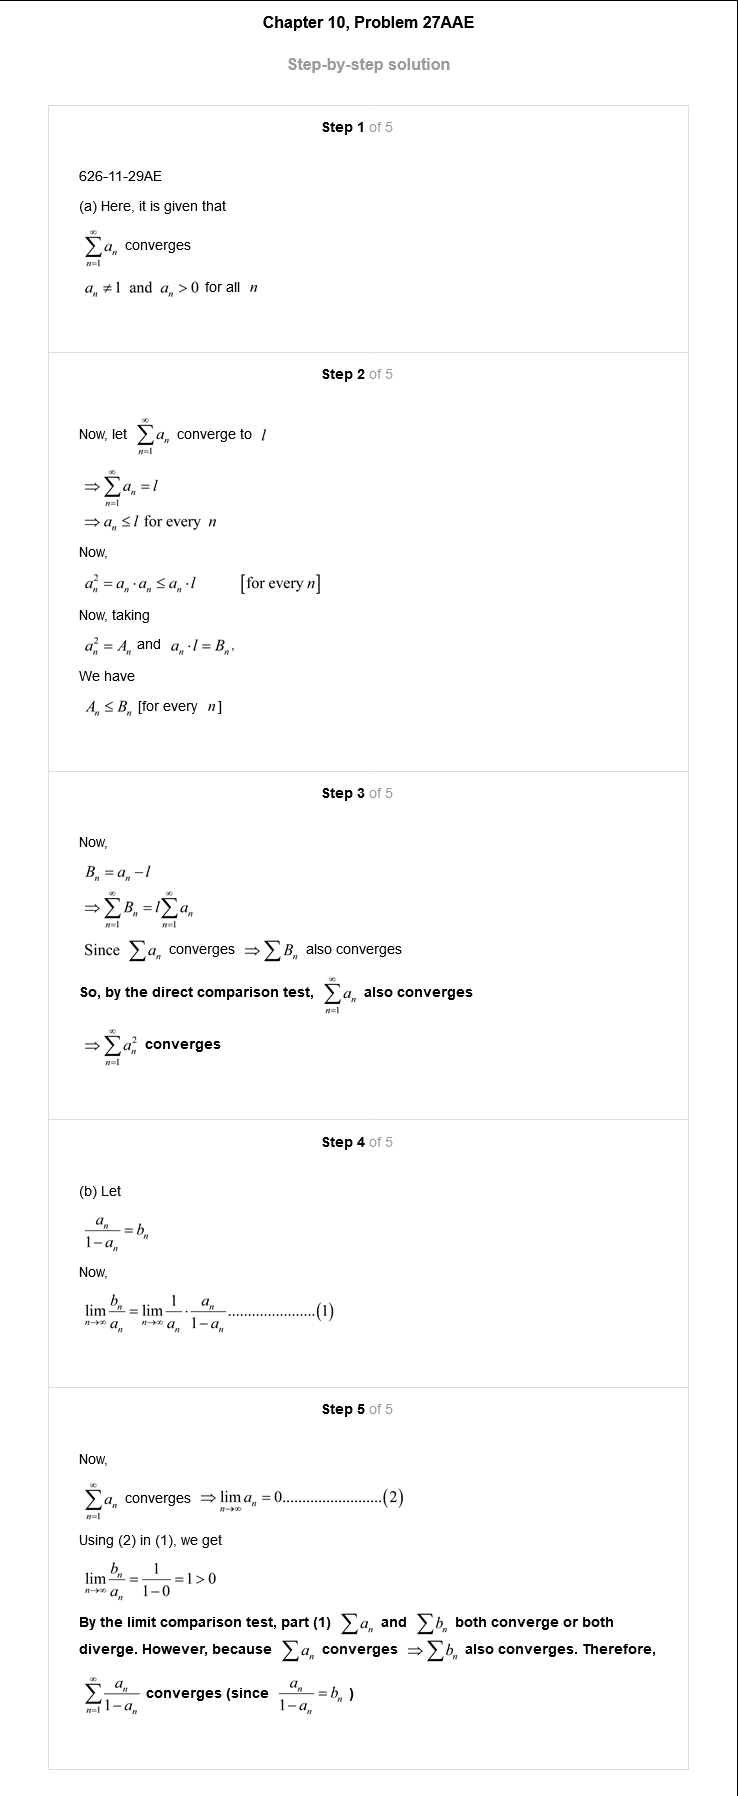 Chapter 10, Problem 27AAE
Step-by-step solution
Step 1 of 5
626-11-29AE
(a) Here, it is given that
$\sum_{n=1}^{\infty} a_n$ converges
$a_n \neq 1$ and $a_n > 0$ for all $n$
Step 2 of 5
Now, let $\sum_{n=1}^{\infty} a_n$ converge to $l$
$\Rightarrow \sum_{n=1}^{\infty} a_n = l$
$\Rightarrow a_n \leq l$ for every $n$
Now,
$a_n^2 = a_n \cdot a_n \leq a_n \cdot l$ [for every $n$]
Now, taking
$a_n^2 = A_n$ and $a_n \cdot l = B_n$,
We have
$A_n \leq B_n$ [for every $n$]
Step 3 of 5
Now,
$B_n = a_n - l$
$\Rightarrow \sum_{n=1}^{\infty} B_n = l \sum_{n=1}^{\infty} a_n$
Since $\sum a_n$ converges $\Rightarrow \sum B_n$ also converges
So, by the direct comparison test, $\sum_{n=1}^{\infty} a_n$ also converges
$\Rightarrow \sum_{n=1}^{\infty} a_n^2$ converges
Step 4 of 5
(b) Let
$\frac{a_n}{1-a_n} = b_n$
Now,
$\lim_{n \to \infty} \frac{b_n}{a_n} = \lim_{n \to \infty} \frac{1}{a_n} \cdot \frac{a_n}{1-a_n}$ ......................(1)
Step 5 of 5
Now,
$\sum_{n=1}^{\infty} a_n$ converges $\Rightarrow \lim_{n \to \infty} a_n = 0$.........................(2)
Using (2) in (1), we get
$\lim_{n \to \infty} \frac{b_n}{a_n} = \frac{1}{1-0} = 1 > 0$
By the limit comparison test, part (1) $\sum a_n$ and $\sum b_n$ both converge or both
diverge. However, because $\sum a_n$ converges $\Rightarrow \sum b_n$ also converges. Therefore,
$\sum_{n=1}^{\infty} \frac{a_n}{1-a_n}$ converges (since $\frac{a_n}{1-a_n} = b_n$ )